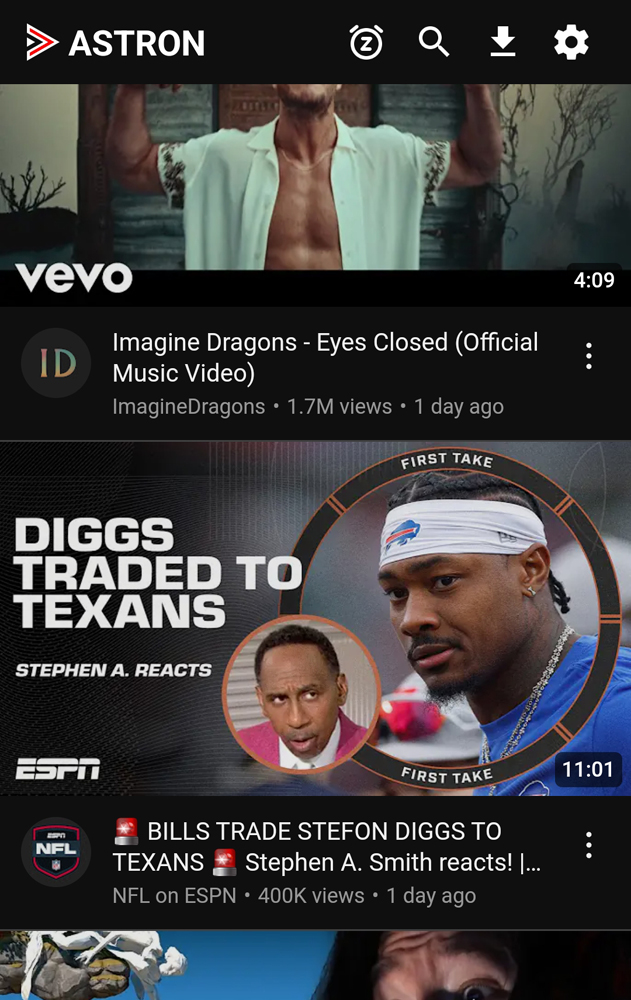 ASTRON
vevo
4:09
ID
Imagine Dragons - Eyes Closed (Official
Music Video)
ImagineDragons • 1.7M views • 1 day ago
FIRST TAKE
DIGGS
TRADED TO
TEXANS
STEPHEN A. REACTS
ESPN
FIRST TAKE
11:01
ESPN
NFL
🚨 BILLS TRADE STEFON DIGGS TO
TEXANS 🚨 Stephen A. Smith reacts! |...
NFL on ESPN • 400K views • 1 day ago